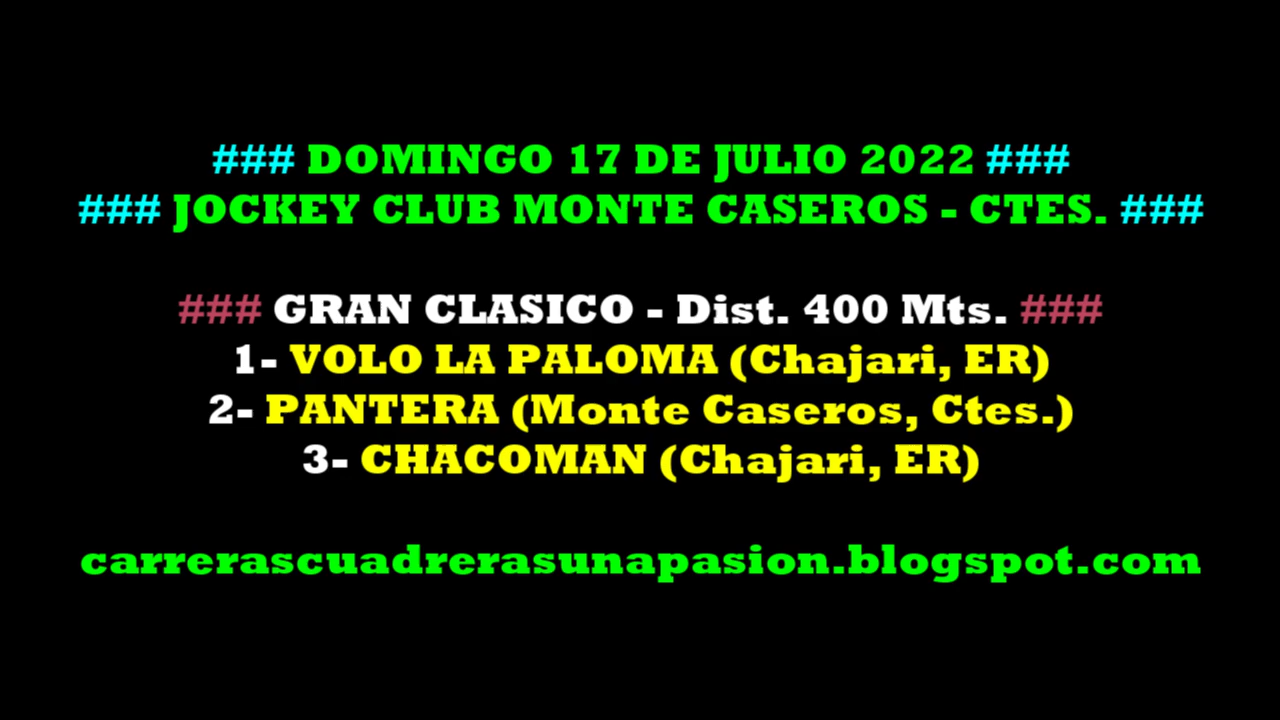 ### DOMINGO 17 DE JULIO 2022 ###
### JOCKEY CLUB MONTE CASEROS - CTES. ###
### GRAN CLASICO - Dist. 400 Mts. ###
1- VOLO LA PALOMA (Chajari, ER)
2- PANTERA (Monte Caseros, Ctes.)
3- CHACOMAN (Chajari, ER)
carrerascuadrerasunapasion.blogspot.com